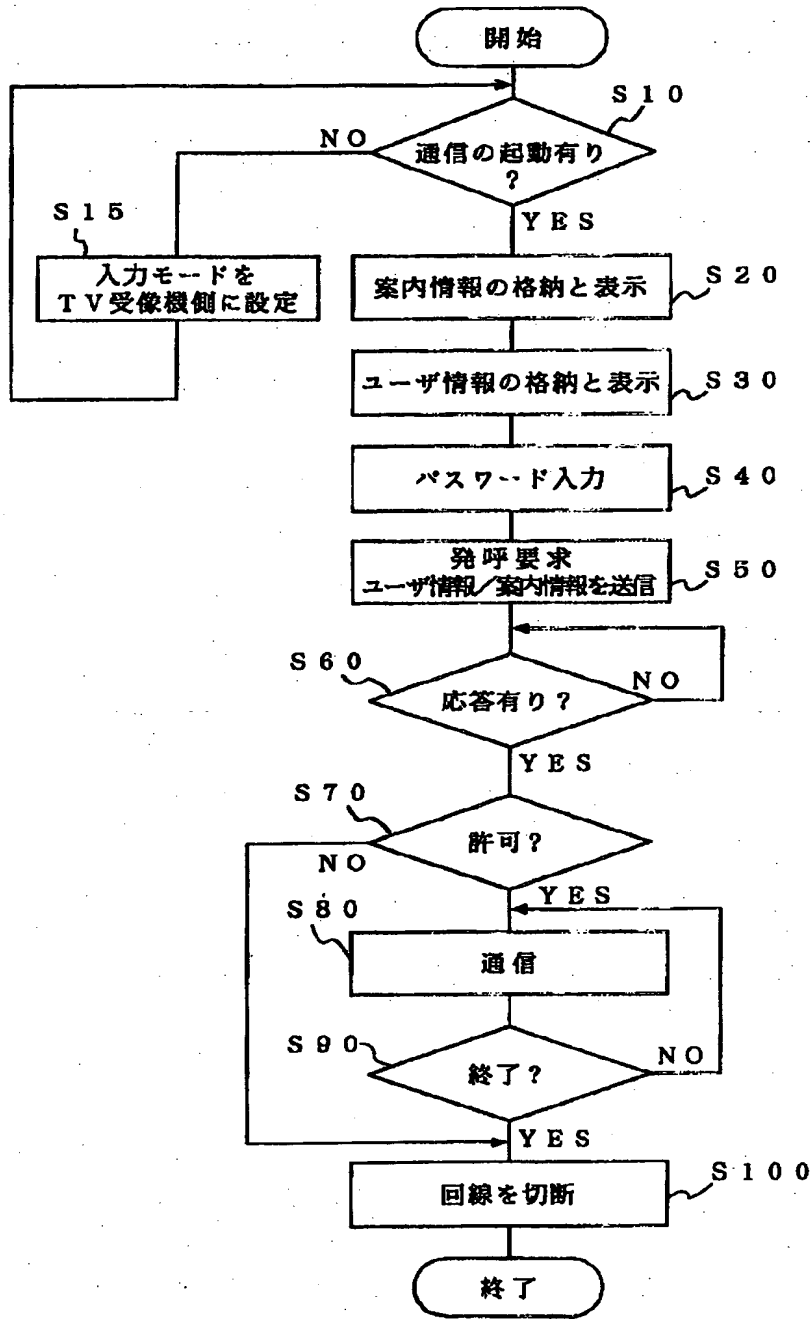 開始
S10
通信の起動有り
?
NO
YES
S15
入力モードを
TV受像機側に設定
案内情報の格納と表示
S20
ユーザ情報の格納と表示
S30
パスワード入力
S40
発呼要求
ユーザ情報/案内情報を送信
S50
S60
応答有り?
NO
YES
S70
許可?
NO
YES
S80
通信
S90
終了?
NO
YES
回線を切断
S100
終了